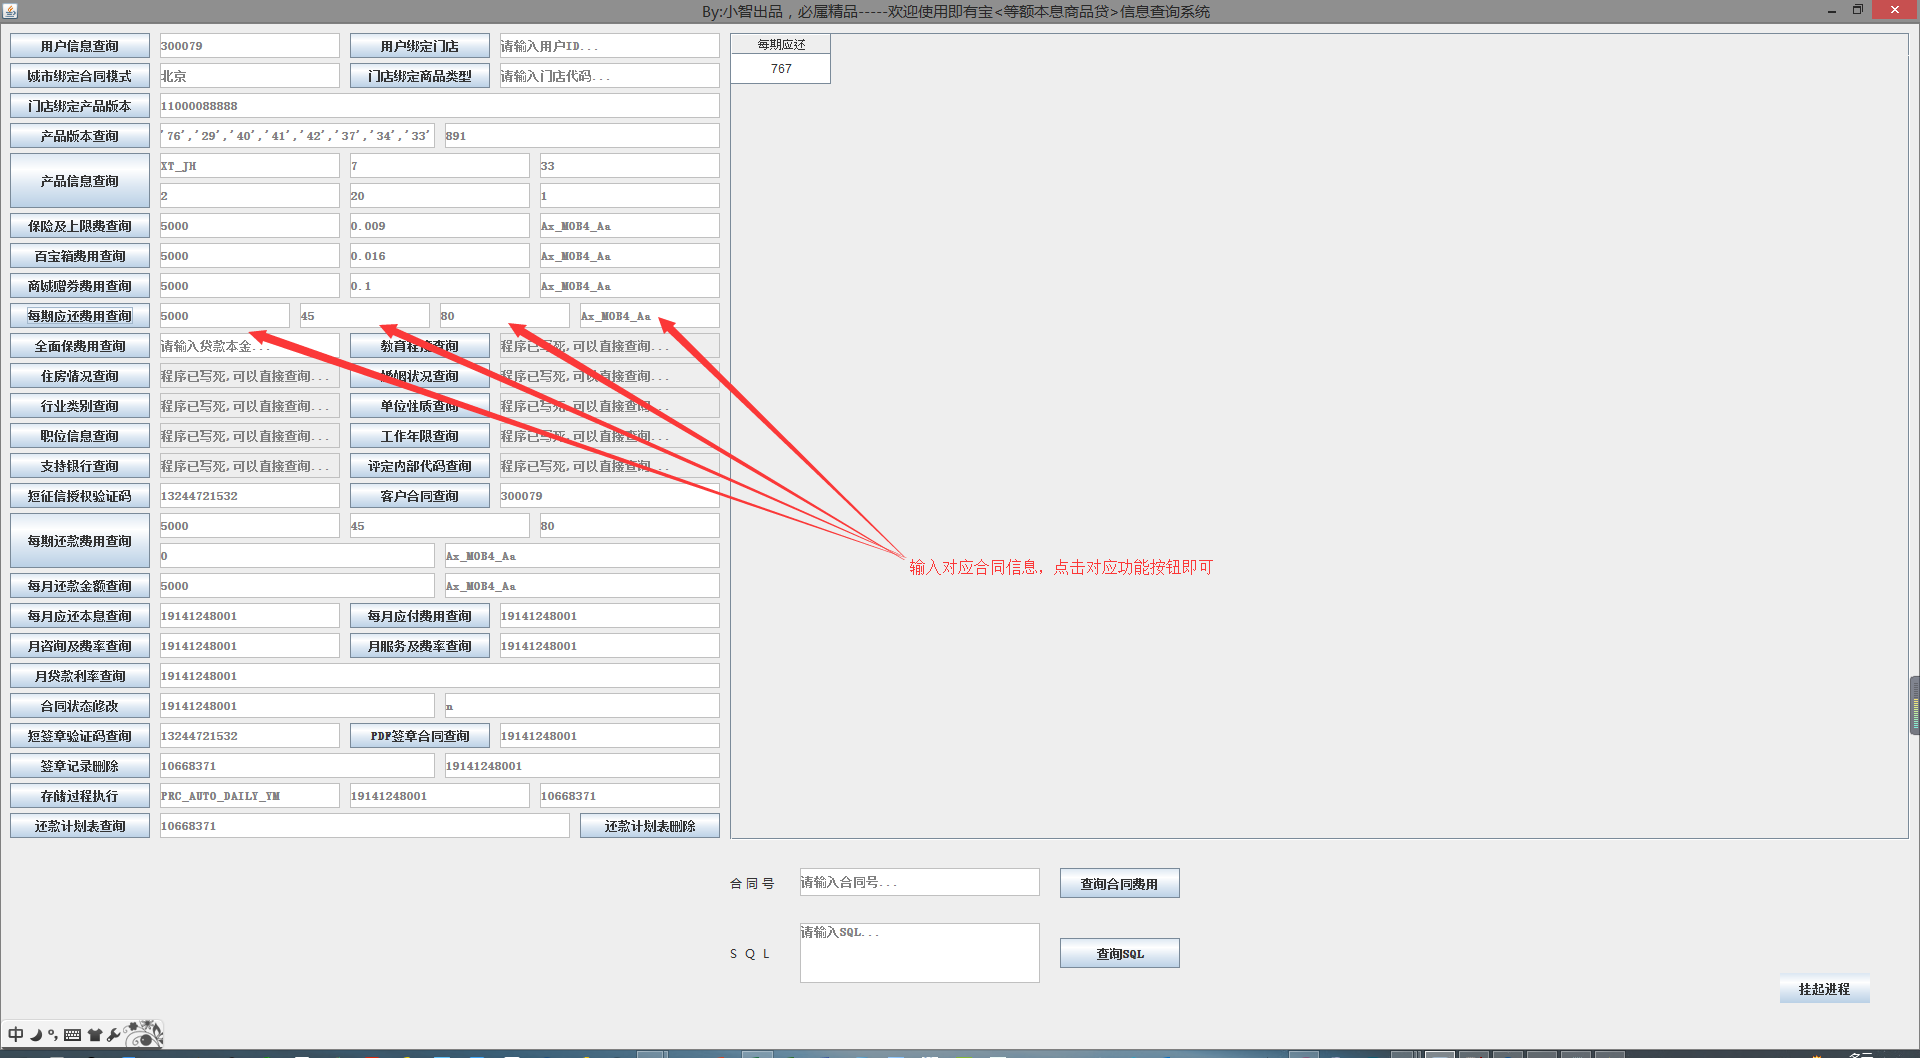 By:小智出品，必属精品-----欢迎使用即有宝<等额本息商品贷>信息查询系统
用户信息查询 300079 用户绑定门店 请输入用户ID...
城市绑定合同模式 北京 门店绑定商品类型 请输入门店代码...
门店绑定产品版本 11000088888
产品版本查询 '76','29','40','41','42','37','34','33' 891
产品信息查询 XT_JH 7 33
2 20 1
保险及上限费查询 5000 0.009 Ax_MOB4_Aa
百宝箱费用查询 5000 0.016 Ax_MOB4_Aa
商城赠券费用查询 5000 0.1 Ax_MOB4_Aa
每期应还费用查询 5000 45 80 Ax_MOB4_Aa
全面保费用查询 请输入贷款本金... 教育程度查询 程序已写死,可以直接查询...
住房情况查询 程序已写死,可以直接查询... 婚姻状况查询 程序已写死,可以直接查询...
行业类别查询 程序已写死,可以直接查询... 单位性质查询 程序已写死,可以直接查询...
职位信息查询 程序已写死,可以直接查询... 工作年限查询 程序已写死,可以直接查询...
支持银行查询 程序已写死,可以直接查询... 评定内部代码查询 程序已写死,可以直接查询...
短征信授权验证码 13244721532 客户合同查询 300079
每期还款费用查询 5000 45 80
0 Ax_MOB4_Aa
每月还款金额查询 5000 Ax_MOB4_Aa
每月应还本息查询 19141248001 每月应付费用查询 19141248001
月咨询及费率查询 19141248001 月服务及费率查询 19141248001
月贷款利率查询 19141248001
合同状态修改 19141248001 n
短签章验证码查询 13244721532 PDF签章合同查询 19141248001
签章记录删除 10668371 19141248001
存储过程执行 PRC_AUTO_DAILY_YM 19141248001 10668371
还款计划表查询 10668371 还款计划表删除
每期应还
767
输入对应合同信息，点击对应功能按钮即可
合 同 号 请输入合同号... 查询合同费用
S Q L 请输入SQL... 查询SQL
挂起进程
中